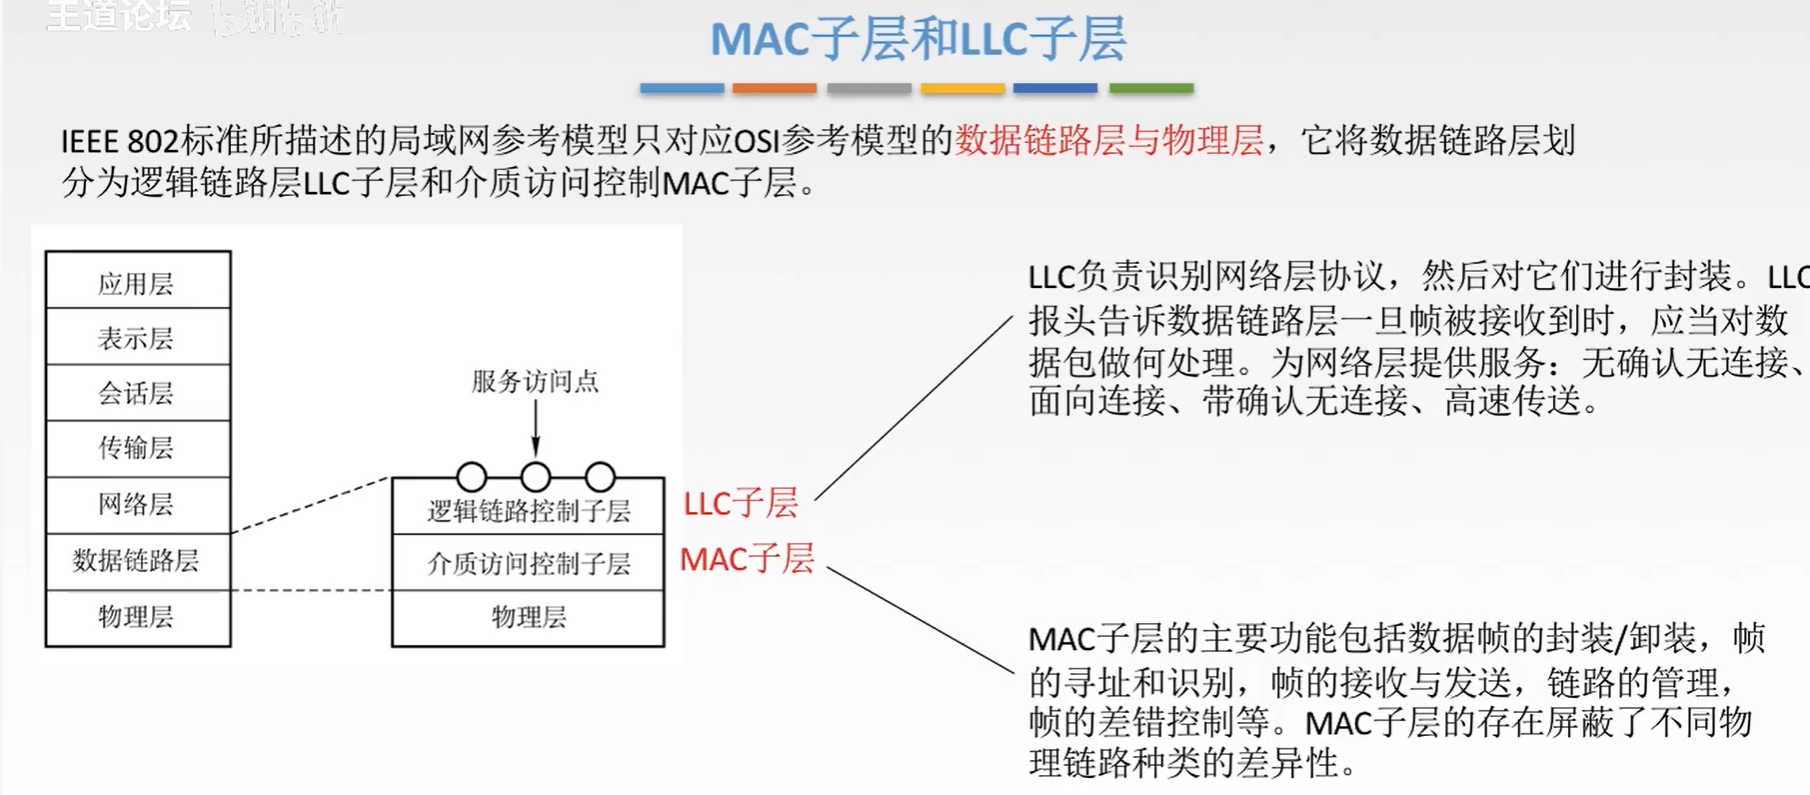 王道论坛 bilibili
MAC子层和LLC子层
IEEE 802标准所描述的局域网参考模型只对应OSI参考模型的数据链路层与物理层，它将数据链路层划
分为逻辑链路层LLC子层和介质访问控制MAC子层。
应用层
表示层
会话层
传输层
网络层
数据链路层
物理层
服务访问点
逻辑链路控制子层
介质访问控制子层
物理层
LLC子层
MAC子层
LLC负责识别网络层协议，然后对它们进行封装。LLC
报头告诉数据链路层一旦帧被接收到时，应当对数
据包做何处理。为网络层提供服务：无确认无连接、
面向连接、带确认无连接、高速传送。
MAC子层的主要功能包括数据帧的封装/卸装，帧
的寻址和识别，帧的接收与发送，链路的管理，
帧的差错控制等。MAC子层的存在屏蔽了不同物
理链路种类的差异性。